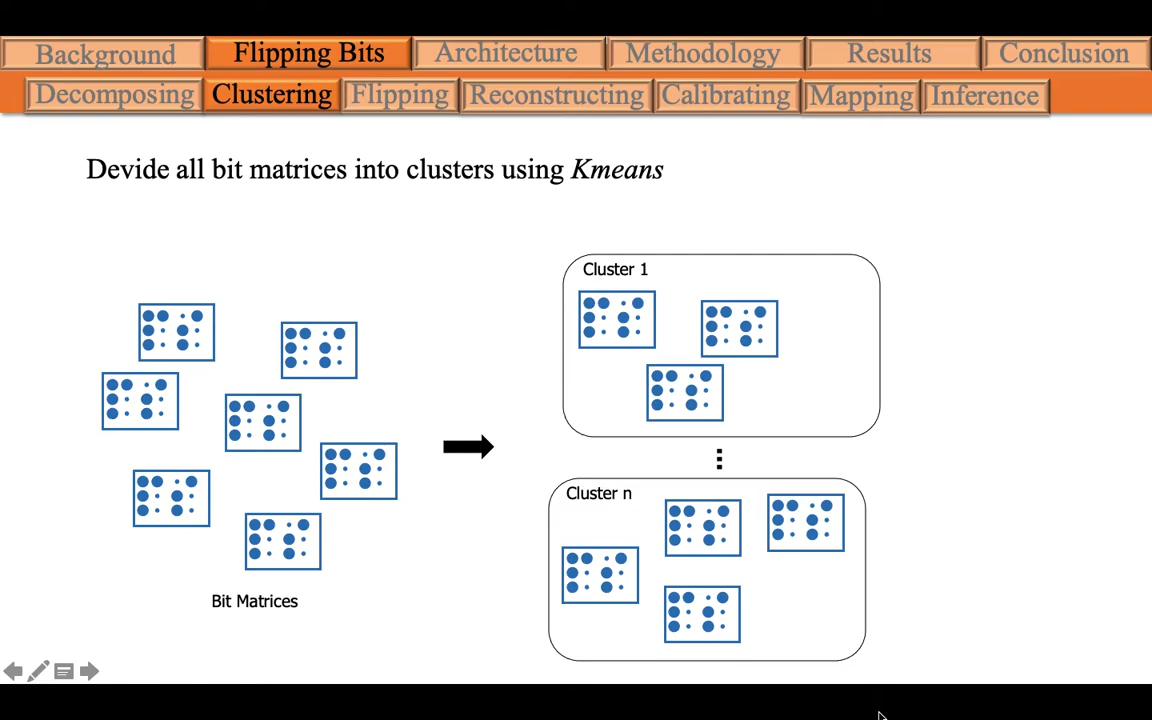 Background Flipping Bits Architecture Methodology Results Conclusion
Decomposing Clustering Flipping Reconstructing Calibrating Mapping Inference
Devide all bit matrices into clusters using Kmeans
Cluster 1
Cluster n
Bit Matrices